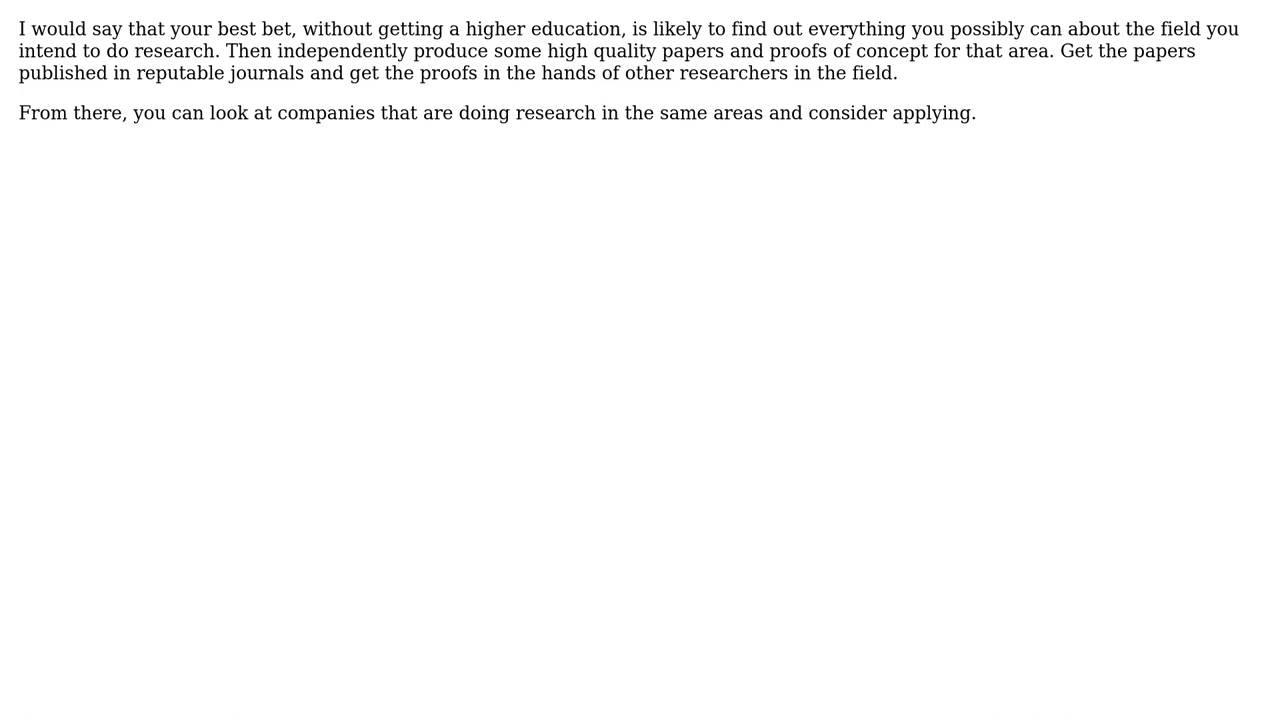 I would say that your best bet, without getting a higher education, is likely to find out everything you possibly can about the field you
intend to do research. Then independently produce some high quality papers and proofs of concept for that area. Get the papers
published in reputable journals and get the proofs in the hands of other researchers in the field.
From there, you can look at companies that are doing research in the same areas and consider applying.